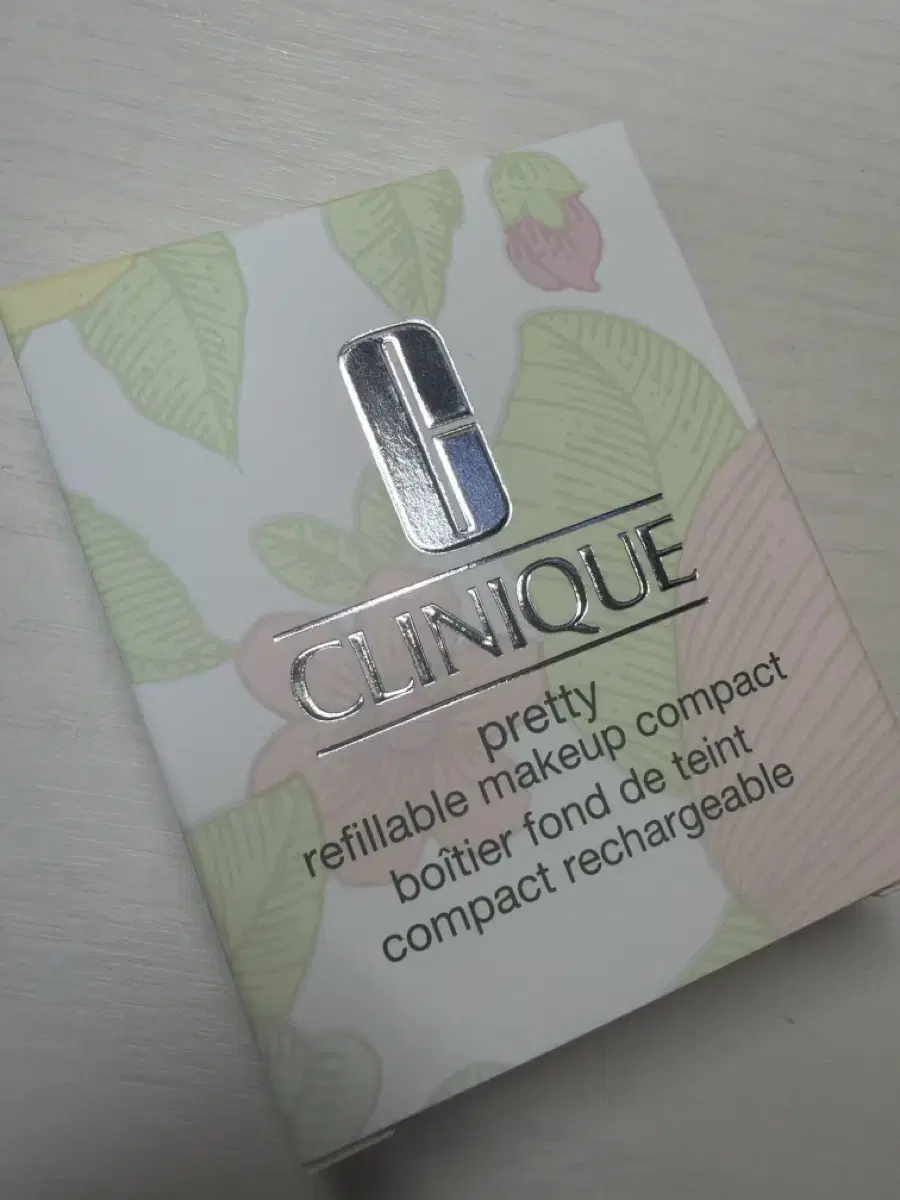 CLINIQUE
pretty
refillable makeup compact
boîtier fond de teint
compact rechargeable